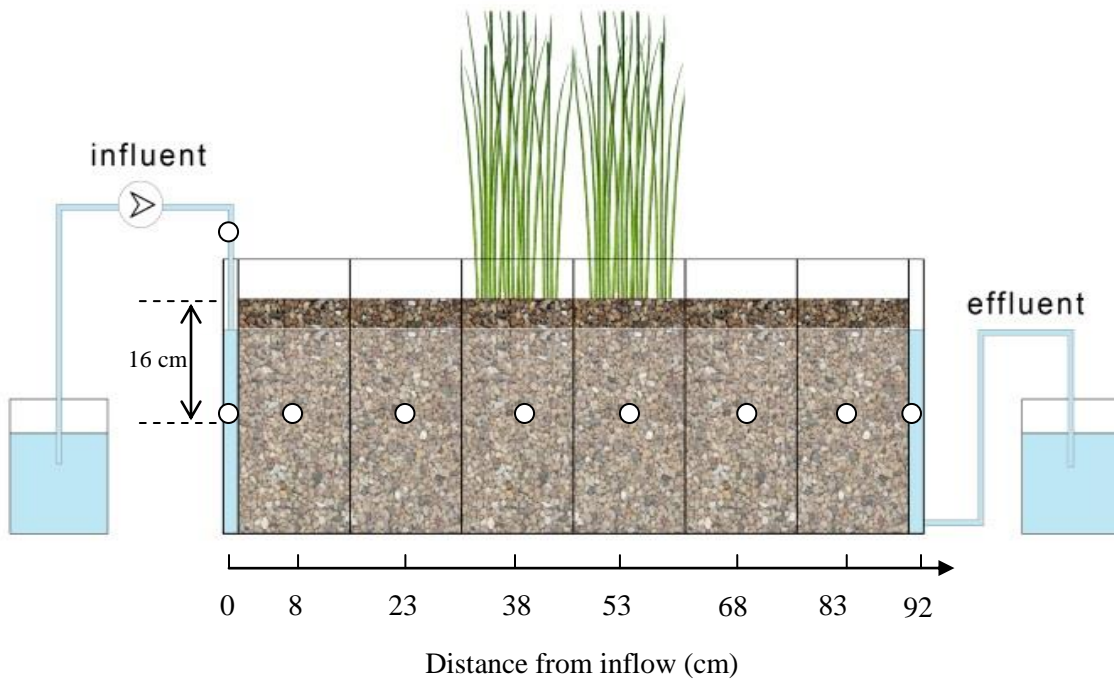 influent
effluent
16 cm
0 8 23 38 53 68 83 92
Distance from inflow (cm)